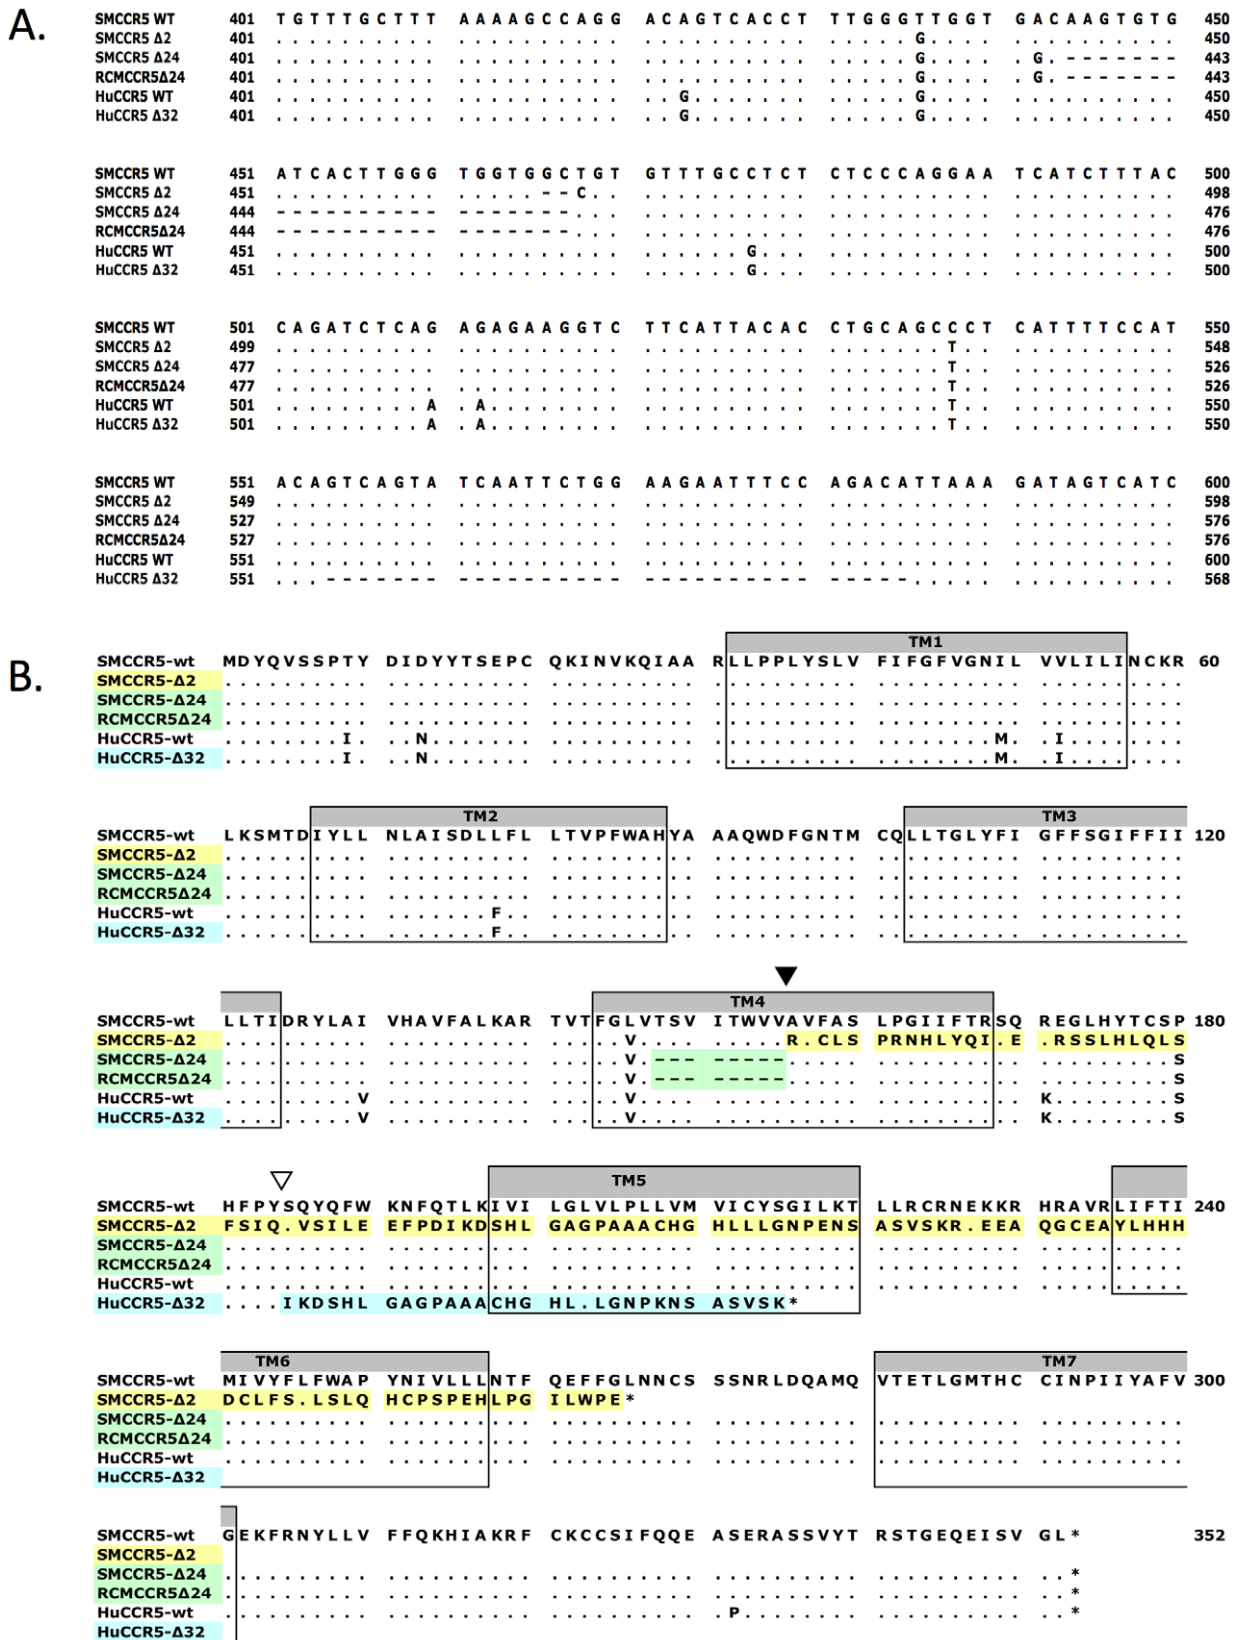 A.
SMCCR5 WT 401 TGTTTGCTTT AAAAGCCAGG ACAGTCACCT TTGGGTTGGT GACAAGTGTG 450
SMCCR5 Δ2 401 .......... .......... .......... .....G.... .......... 450
SMCCR5 Δ24 401 .......... .......... .......... .....G.... .G.------- 443
RCMCCR5Δ24 401 .......... .......... .......... .....G.... .G.------- 443
HuCCR5 WT 401 .......... .......... ..G....... .....G.... .......... 450
HuCCR5 Δ32 401 .......... .......... ..G....... .....G.... .......... 450
SMCCR5 WT 451 ATCACTTGGG TGGTGGCTGT GTTTGCCTCT CTCCCAGGAA TCATCTTTAC 500
SMCCR5 Δ2 451 .......... .....--C.. .......... .......... .......... 498
SMCCR5 Δ24 444 ---------- -------... .......... .......... .......... 476
RCMCCR5Δ24 444 ---------- -------... .......... .......... .......... 476
HuCCR5 WT 451 .......... .......... ......G... .......... .......... 500
HuCCR5 Δ32 451 .......... .......... ......G... .......... .......... 500
SMCCR5 WT 501 CAGATCTCAG AGAGAAGGTC TTCATTACAC CTGCAGCCCT CATTTTCCAT 550
SMCCR5 Δ2 499 .......... .......... .......... .......T.. .......... 548
SMCCR5 Δ24 477 .......... .......... .......... .......T.. .......... 526
RCMCCR5Δ24 477 .......... .......... .......... .......T.. .......... 526
HuCCR5 WT 501 .........A .A........ .......... .......T.. .......... 550
HuCCR5 Δ32 501 .........A .A........ .......... .......T.. .......... 550
SMCCR5 WT 551 ACAGTCAGTA TCAATTCTGG AAGAATTTCC AGACATTAAA GATAGTCATC 600
SMCCR5 Δ2 549 .......... .......... .......... .......... .......... 598
SMCCR5 Δ24 527 .......... .......... .......... .......... .......... 576
RCMCCR5Δ24 527 .......... .......... .......... .......... .......... 576
HuCCR5 WT 551 .......... .......... .......... .......... .......... 600
HuCCR5 Δ32 551 ...------- ---------- ---------- -----..... .......... 568
B.
TM1
SMCCR5-wt MDYQVSSPTY DIDYYTSEPC QKINVKQIAA RLLPPLYSLV FIFGFVGNIL VVLILINCKR 60
SMCCR5-Δ2 .......... .......... .......... .......... .......... ..........
SMCCR5-Δ24 .......... .......... .......... .......... .......... ..........
RCMCCR5Δ24 .......... .......... .......... .......... .......... ..........
HuCCR5-wt ........I. ..N....... .......... .......... ........M. .I........
HuCCR5-Δ32 ........I. ..N....... .......... .......... ........M. .I........
TM2 TM3
SMCCR5-wt LKSMTDIYLL NLAISDLLFL LTVPFWAHYA AAQWDFGNTM CQLLTGLYFI GFFSGIFFII 120
SMCCR5-Δ2 .......... .......... .......... .......... .......... ..........
SMCCR5-Δ24 .......... .......... .......... .......... .......... ..........
RCMCCR5Δ24 .......... .......... .......... .......... .......... ..........
HuCCR5-wt .......... .......F.. .......... .......... .......... ..........
HuCCR5-Δ32 .......... .......F.. .......... .......... .......... ..........
TM4
SMCCR5-wt LLTIDRYLAI VHAVFALKAR TVTFGLVTSV ITWVVAVFAS LPGIIFTRSQ REGLHYTCSP 180
SMCCR5-Δ2 .......... .......... .....V.... .....R.CLS PRNHLYQI.E .RSSLHLQLS
SMCCR5-Δ24 .......... .......... .....V.--- -----..... .......... .........S
RCMCCR5Δ24 .......... .......... .....V.--- -----..... .......... .........S
HuCCR5-wt .........V .......... .....V.... .......... .......... K........S
HuCCR5-Δ32 .........V .......... .....V.... .......... .......... K........S
TM5
SMCCR5-wt HFPYSQYQFW KNFQTLKIVI LGLVLPLLVM VICYSGILKT LLRCRNEKKR HRAVRLIFTI 240
SMCCR5-Δ2 FSIQ.VSILE EFPDIKDSHL GAGPAAACHG HLLLGNPENS ASVSKR.EEA QGCEAYLHHH
SMCCR5-Δ24 .......... .......... .......... .......... .......... ..........
RCMCCR5Δ24 .......... .......... .......... .......... .......... ..........
HuCCR5-wt .......... .......... .......... .......... .......... ..........
HuCCR5-Δ32 ....IKDSHL GAGPAAACHG HL.LGNPKNS ASVSK*
TM6 TM7
SMCCR5-wt MIVYFLFWAP YNIVLLLNTF QEFFGLNNCS SSNRLDQAMQ VTETLGMTHC CINPIIYAFV 300
SMCCR5-Δ2 DCLFS.LSLQ HCPSPEHLPG ILWPE*
SMCCR5-Δ24 .......... .......... .......... .......... .......... ..........
RCMCCR5Δ24 .......... .......... .......... .......... .......... ..........
HuCCR5-wt .......... .......... .......... .......... .......... ..........
HuCCR5-Δ32
SMCCR5-wt GEKFRNYLLV FFQKHIAKRF CKCCSIFQQE ASERASSVYT RSTGEQEISV GL* 352
SMCCR5-Δ2
SMCCR5-Δ24 .......... .......... .......... .......... .......... ..*
RCMCCR5Δ24 .......... .......... .......... .......... .......... ..*
HuCCR5-wt .......... .......... .......... P......... .......... ..*
HuCCR5-Δ32